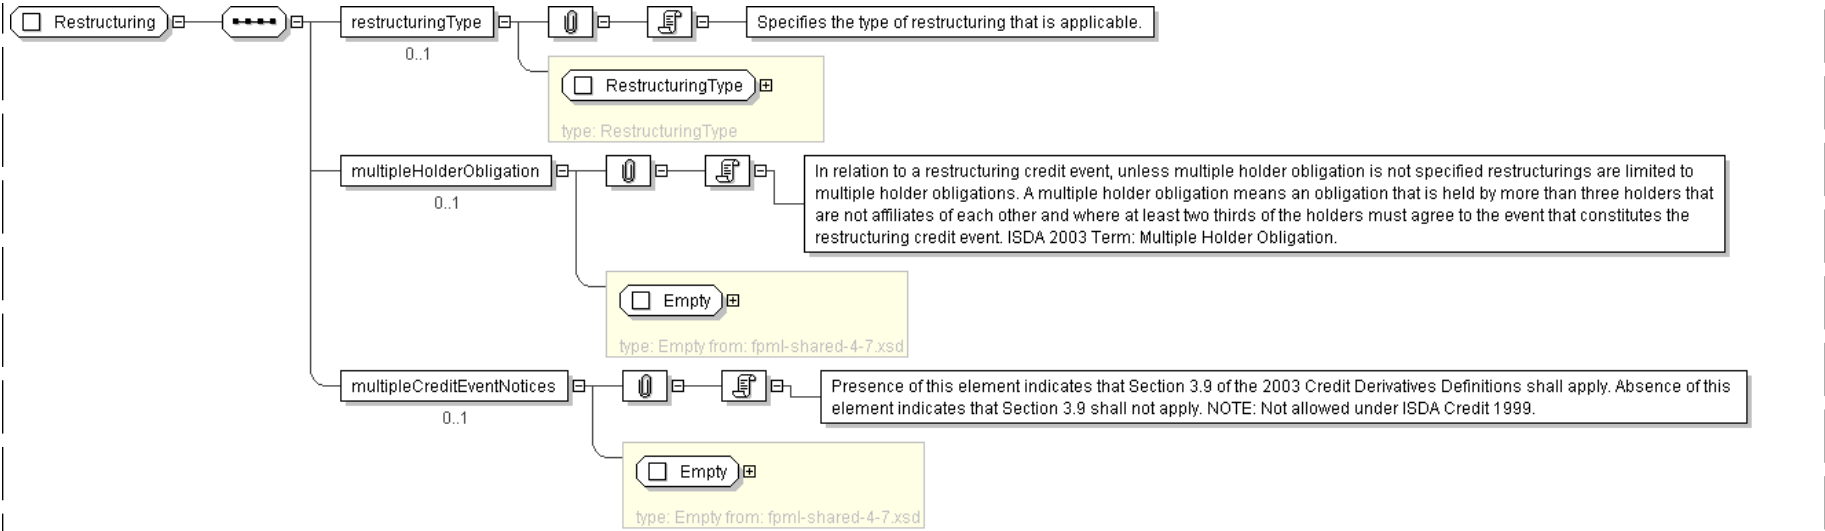 Restructuring
restructuringType
Specifies the type of restructuring that is applicable.
0..1
RestructuringType
type: RestructuringType
multipleHolderObligation
In relation to a restructuring credit event, unless multiple holder obligation is not specified restructurings are limited to
multiple holder obligations. A multiple holder obligation means an obligation that is held by more than three holders that
are not affiliates of each other and where at least two thirds of the holders must agree to the event that constitutes the
restructuring credit event. ISDA 2003 Term: Multiple Holder Obligation.
0..1
Empty
type: Empty from: fpml-shared-4-7.xsd
multipleCreditEventNotices
Presence of this element indicates that Section 3.9 of the 2003 Credit Derivatives Definitions shall apply. Absence of this
element indicates that Section 3.9 shall not apply. NOTE: Not allowed under ISDA Credit 1999.
0..1
Empty
type: Empty from: fpml-shared-4-7.xsd